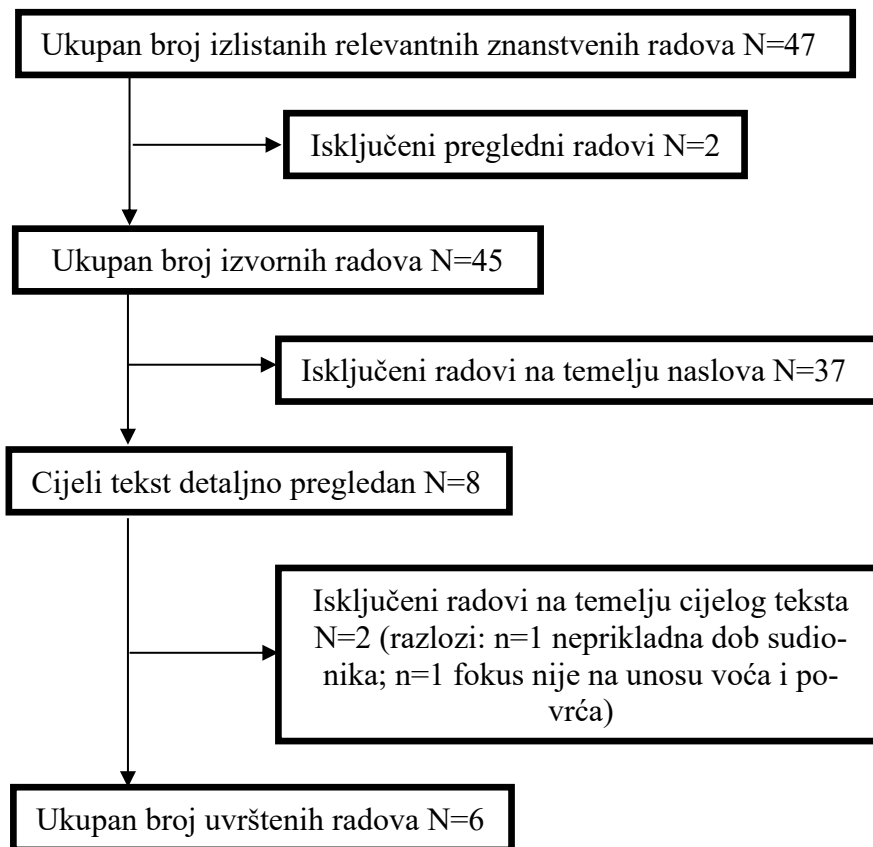 Ukupan broj izlistanih relevantnih znanstvenih radova N=47
Isključeni pregledni radovi N=2
Ukupan broj izvornih radova N=45
Isključeni radovi na temelju naslova N=37
Cijeli tekst detaljno pregledan N=8
Isključeni radovi na temelju cijelog teksta
N=2 (razlozi: n=1 neprikladna dob sudio-
nika; n=1 fokus nije na unosu voća i po-
vrća)
Ukupan broj uvrštenih radova N=6